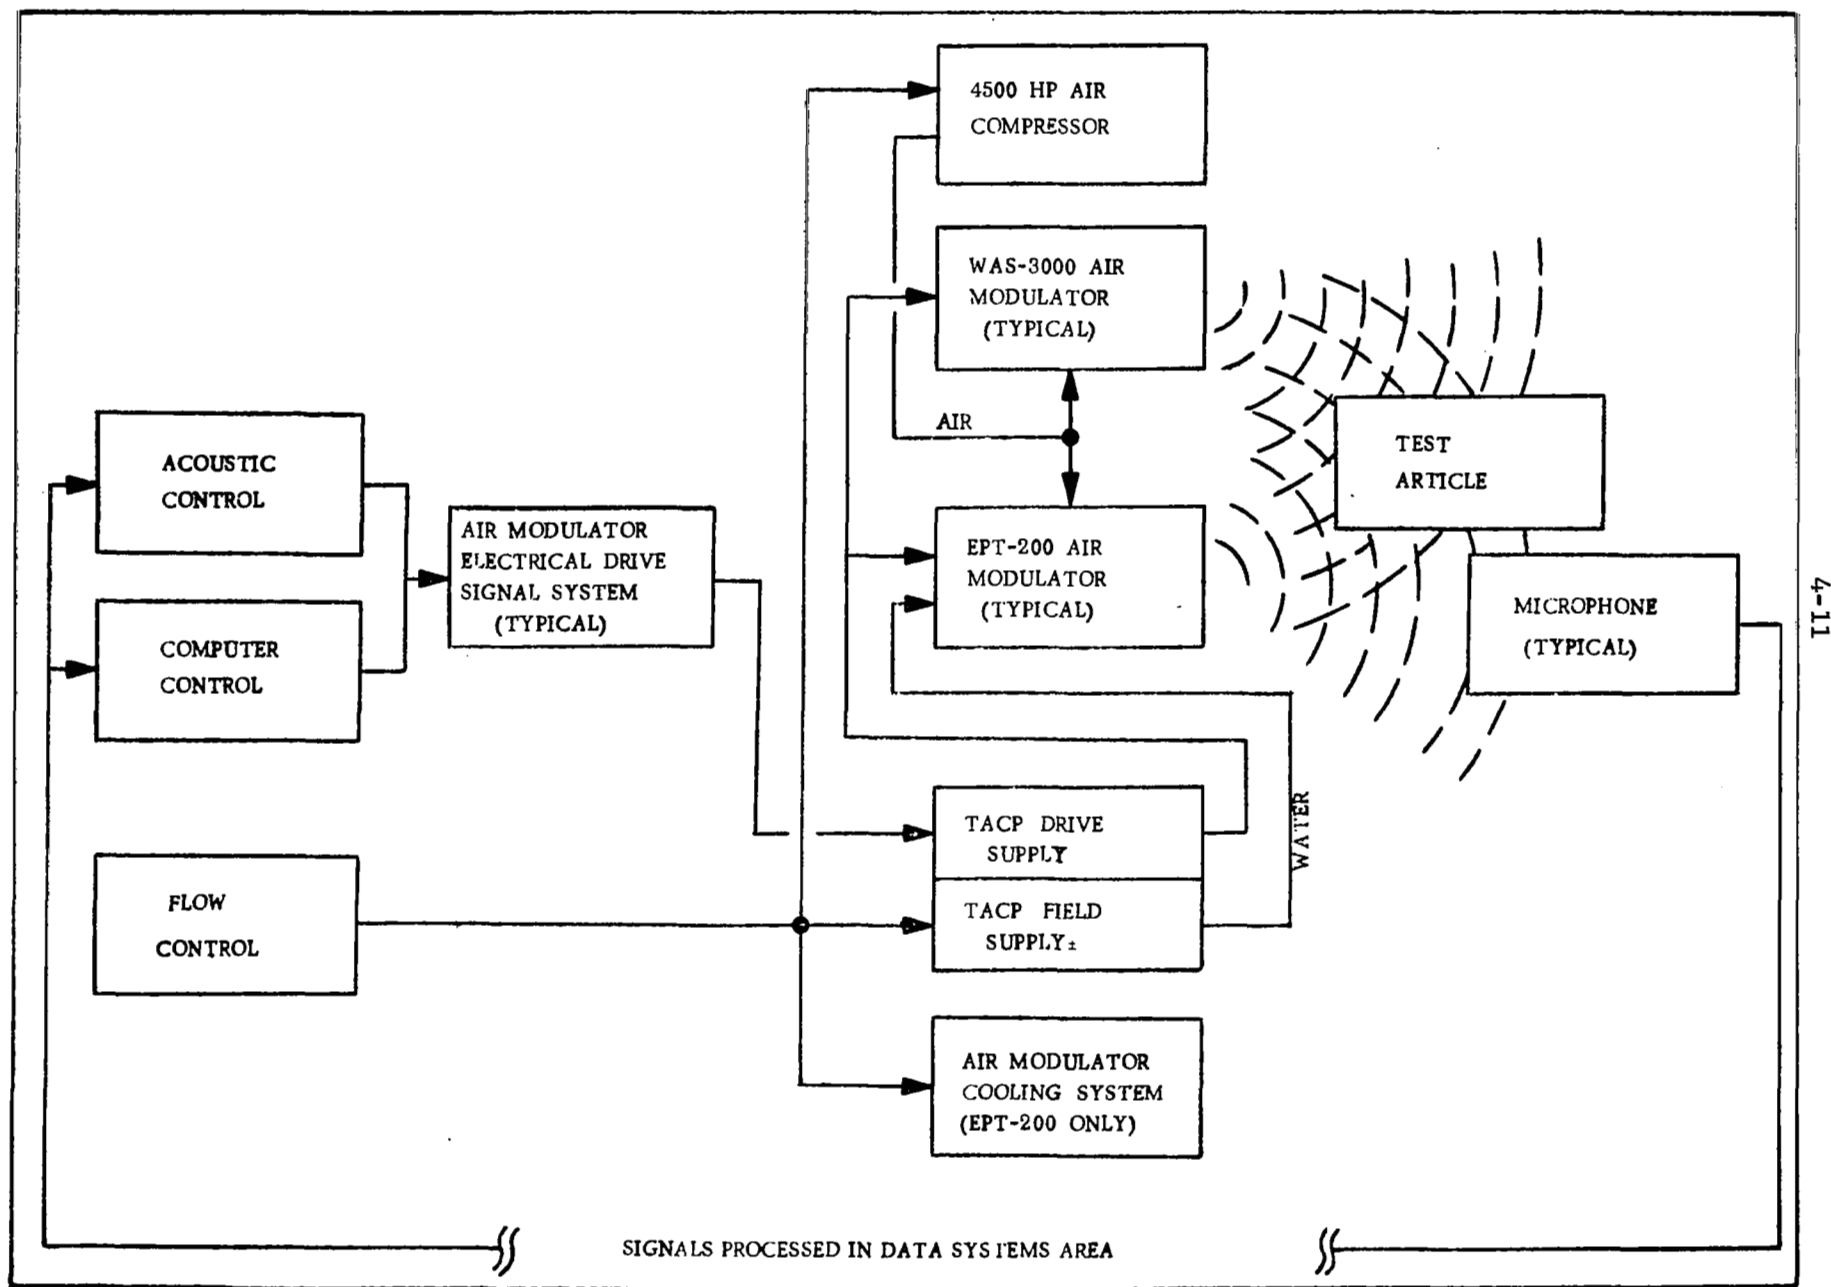 4500 HP AIR
COMPRESSOR
WAS-3000 AIR
MODULATOR
(TYPICAL)
AIR
TEST
ARTICLE
ACOUSTIC
CONTROL
AIR MODULATOR
ELECTRICAL DRIVE
SIGNAL SYSTEM
(TYPICAL)
EPT-200 AIR
MODULATOR
(TYPICAL)
MICROPHONE
(TYPICAL)
4-11
COMPUTER
CONTROL
TACP DRIVE
SUPPLY
WATER
FLOW
CONTROL
TACP FIELD
SUPPLY±
AIR MODULATOR
COOLING SYSTEM
(EPT-200 ONLY)
SIGNALS PROCESSED IN DATA SYSTEMS AREA